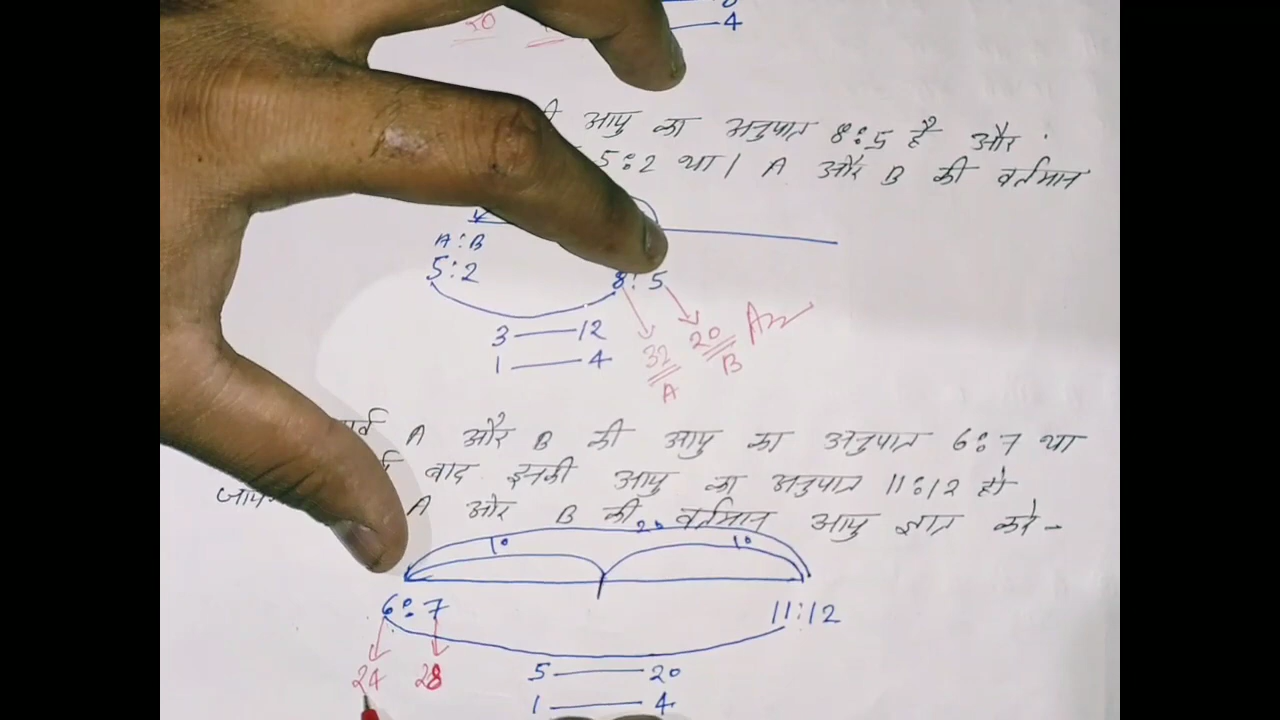 20
4
की आयु का अनुपात 8:5 है और
5:2 था। A और B की वर्तमान
A:B
5:2
8:5
3 — 12
1 — 4
32
A
20
B
Ans
पूर्व A और B की आयु का अनुपात 6:7 था
बाद इनकी आयु का अनुपात 11:12 हो
A और B की वर्तमान आयु ज्ञात करे -
20
10
10
6:7
11:12
24
28
5 — 20
1 — 4